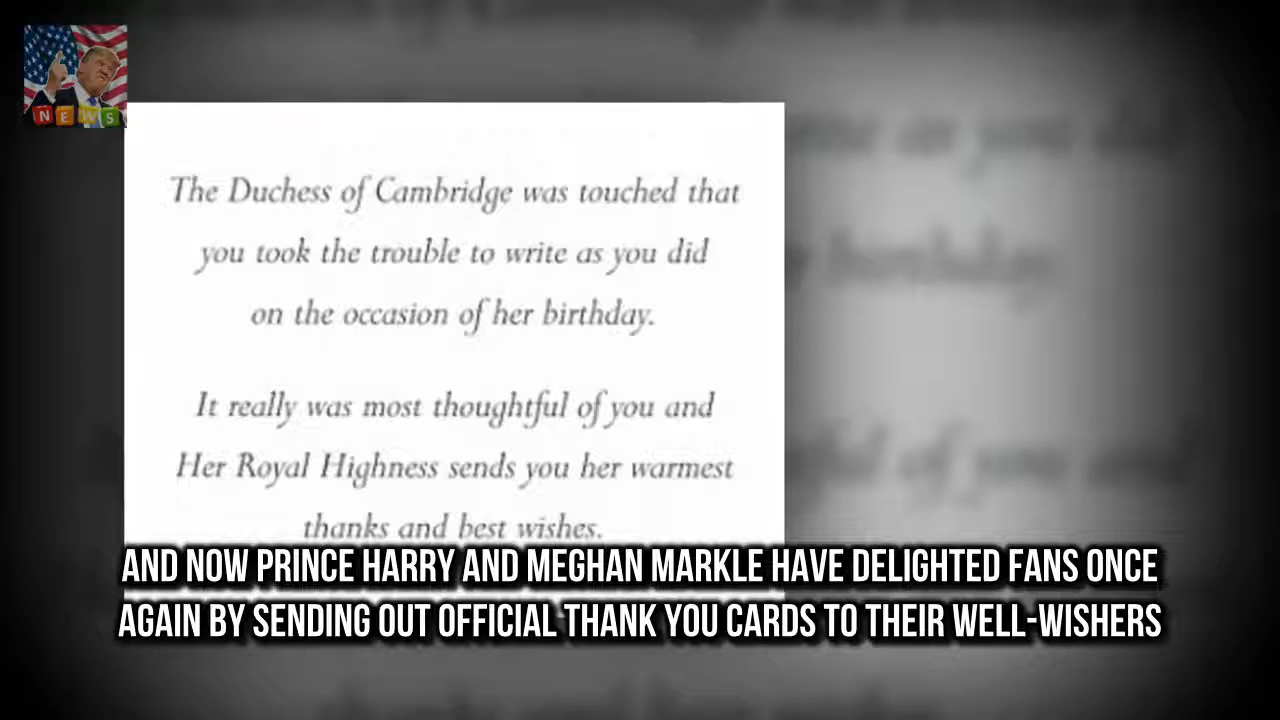 NEWS
The Duchess of Cambridge was touched that
you took the trouble to write as you did
on the occasion of her birthday.
It really was most thoughtful of you and
Her Royal Highness sends you her warmest
thanks and best wishes.
AND NOW PRINCE HARRY AND MEGHAN MARKLE HAVE DELIGHTED FANS ONCE
AGAIN BY SENDING OUT OFFICIAL THANK YOU CARDS TO THEIR WELL-WISHERS